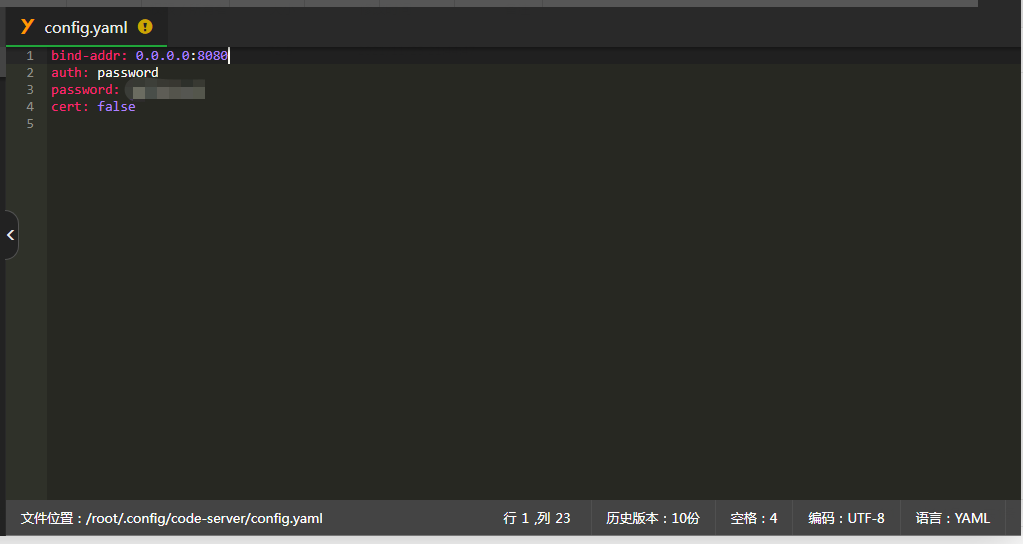 config.yaml
1 bind-addr: 0.0.0.0:8080
2 auth: password
3 password:
4 cert: false
5
文件位置：/root/.config/code-server/config.yaml 行 1 ,列 23 历史版本：10份 空格：4 编码：UTF-8 语言：YAML